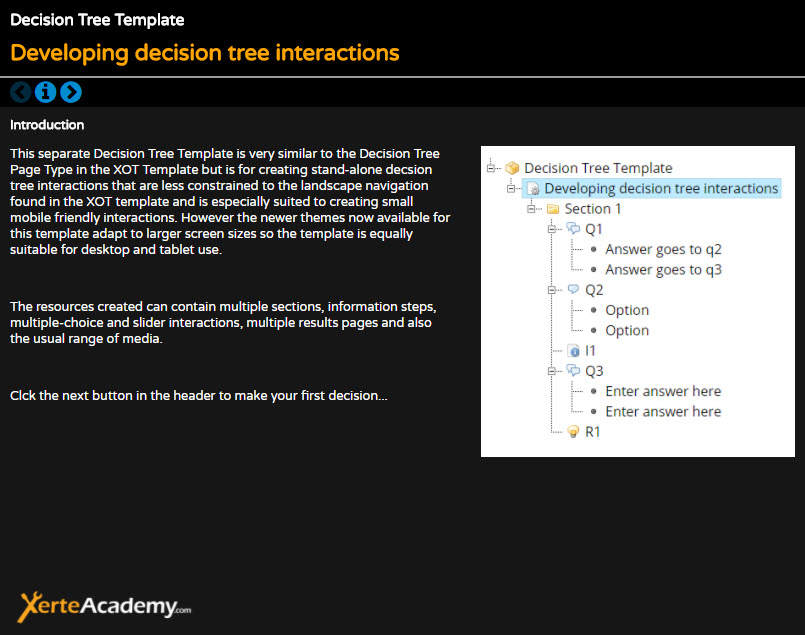 Decision Tree Template
Developing decision tree interactions
Introduction
This separate Decision Tree Template is very similar to the Decision Tree
Page Type in the XOT Template but is for creating stand-alone decsion
tree interactions that are less constrained to the landscape navigation
found in the XOT template and is especially suited to creating small
mobile friendly interactions. However the newer themes now available for
this template adapt to larger screen sizes so the template is equally
suitable for desktop and tablet use.
The resources created can contain multiple sections, information steps,
multiple-choice and slider interactions, multiple results pages and also
the usual range of media.
Clck the next button in the header to make your first decision...
Decision Tree Template
Developing decision tree interactions
Section 1
Q1
Answer goes to q2
Answer goes to q3
Q2
Option
Option
I1
Q3
Enter answer here
Enter answer here
R1
XerteAcademy.com